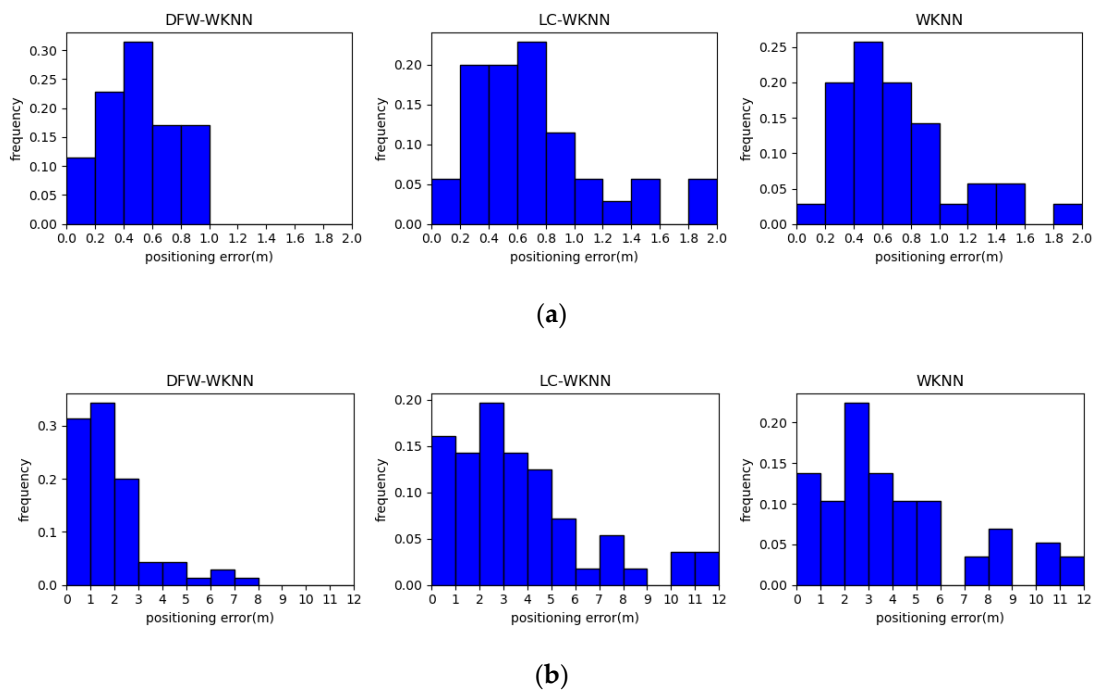 DFW-WKNN LC-WKNN WKNN
0.30
0.25
0.20
0.15
0.10
0.05
0.00
frequency
0.0 0.2 0.4 0.6 0.8 1.0 1.2 1.4 1.6 1.8 2.0
positioning error(m)
0.20
0.15
0.10
0.05
0.00
frequency
0.0 0.2 0.4 0.6 0.8 1.0 1.2 1.4 1.6 1.8 2.0
positioning error(m)
0.25
0.20
0.15
0.10
0.05
0.00
frequency
0.0 0.2 0.4 0.6 0.8 1.0 1.2 1.4 1.6 1.8 2.0
positioning error(m)
(a)
DFW-WKNN LC-WKNN WKNN
0.3
0.2
0.1
0.0
frequency
0 1 2 3 4 5 6 7 8 9 10 11 12
positioning error(m)
0.20
0.15
0.10
0.05
0.00
frequency
0 1 2 3 4 5 6 7 8 9 10 11 12
positioning error(m)
0.20
0.15
0.10
0.05
0.00
frequency
0 1 2 3 4 5 6 7 8 9 10 11 12
positioning error(m)
(b)